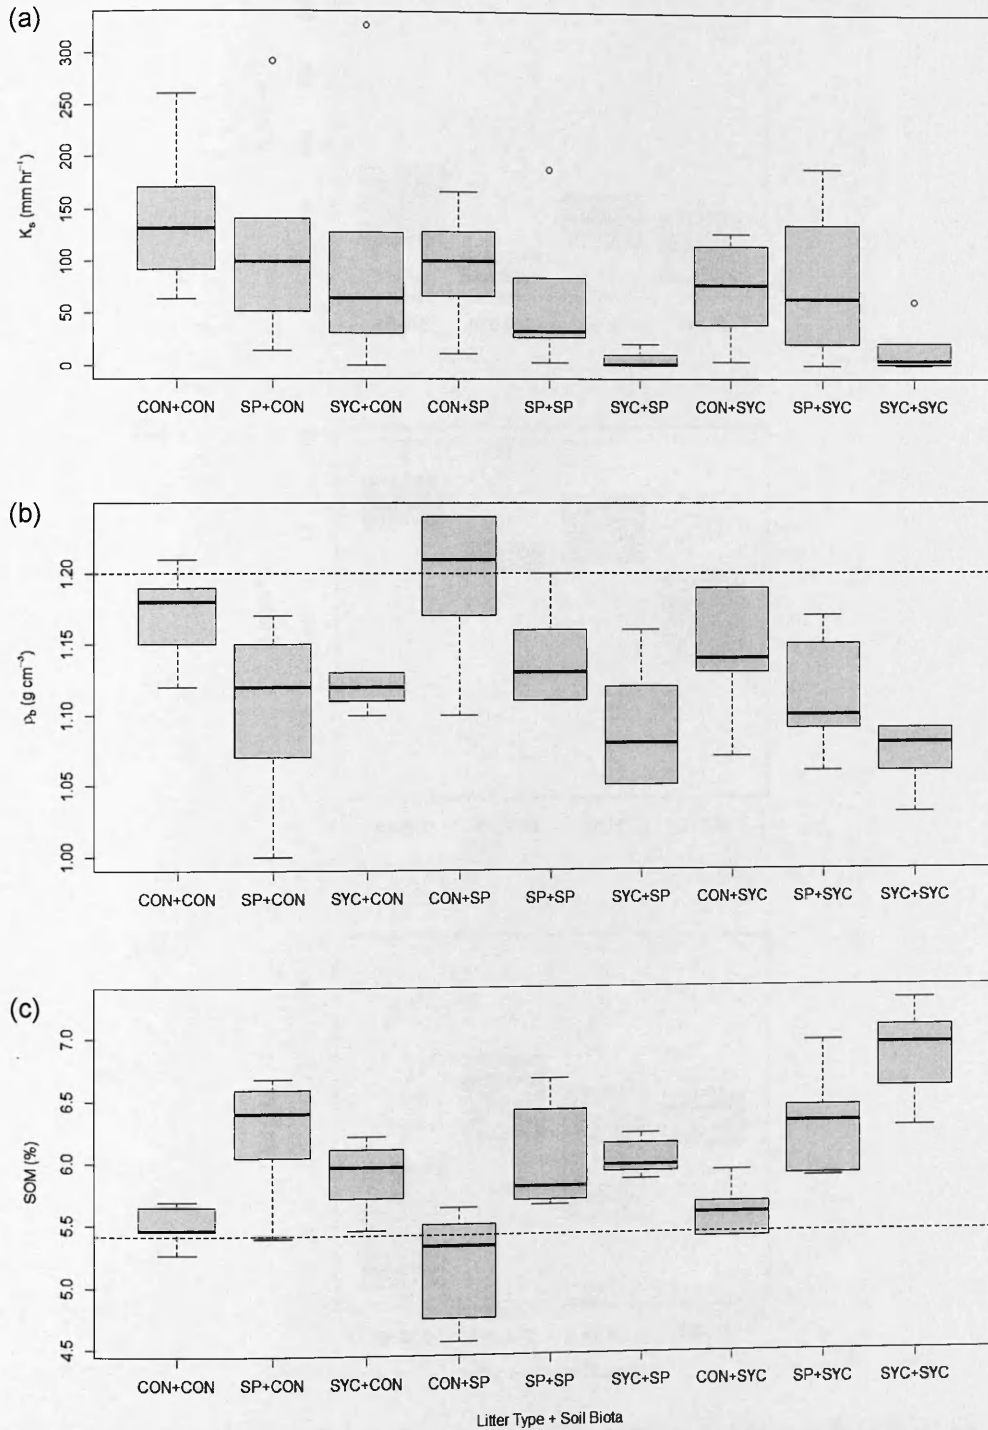 (a)
300
250
200
150
100
50
0
Ks (mm hr⁻¹)
CON+CON SP+CON SYC+CON CON+SP SP+SP SYC+SP CON+SYC SP+SYC SYC+SYC
(b)
1.20
1.15
1.10
1.05
1.00
ρb (g cm⁻³)
CON+CON SP+CON SYC+CON CON+SP SP+SP SYC+SP CON+SYC SP+SYC SYC+SYC
(c)
7.0
6.5
6.0
5.5
5.0
4.5
SOM (%)
CON+CON SP+CON SYC+CON CON+SP SP+SP SYC+SP CON+SYC SP+SYC SYC+SYC
Litter Type + Soil Biota